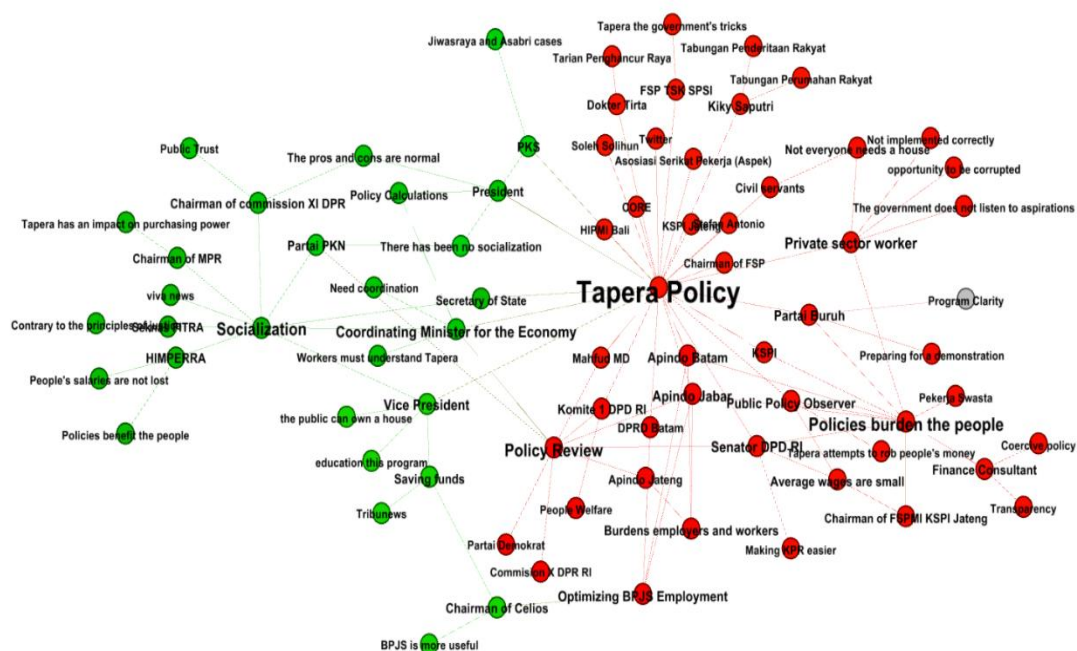 Tapera the government's tricks
Jiwasraya and Asabri cases
Tabungan Penderitaan Rakyat
Tarian Penghancur Raya
Tabungan Perumahan Rakyat
FSP TSK SPSI
Dokter Tirta
Kiky Saputri
Public Trust
PKS
Soleh Solihun
Twitter
Not implemented correctly
The pros and cons are normal
Asosiasi Serikat Pekerja (Aspek)
Not everyone needs a house
opportunity to be corrupted
Policy Calculations
President
Civil servants
Chairman of commission XI DPR
CORE
The government does not listen to aspirations
Tapera has an impact on purchasing power
HIPMI Bali
KSPI Jateng
Stefan Antonio
Partai PKN
There has been no socialization
Private sector worker
Chairman of MPR
Chairman of FSP
Need coordination
Tapera Policy
viva news
Secretary of State
Program Clarity
Contrary to the principles of
FITRA
Socialization
Coordinating Minister for the Economy
Partai Buruh
HIMPERRA
Workers must understand Tapera
Mahfud MD
Apindo Batam
KSPI
Preparing for a demonstration
People's salaries are not lost
Vice President
Apindo Jabar
Public Policy Observer
Pekerja Swasta
the public can own a house
Komite 1 DPD RI
DPRD Batam
Policies burden the people
Policies benefit the people
Policy Review
Senator DPD RI
Tapera attempts to rob people's money
Coercive policy
education this program
Saving funds
Apindo Jateng
Average wages are small
Finance Consultant
Tribunews
People Welfare
Burdens employers and workers
Chairman of FSPMI KSPI Jateng
Transparency
Partai Demokrat
Making KPR easier
Commision X DPR RI
Chairman of Celios
Optimizing BPJS Employment
BPJS is more useful